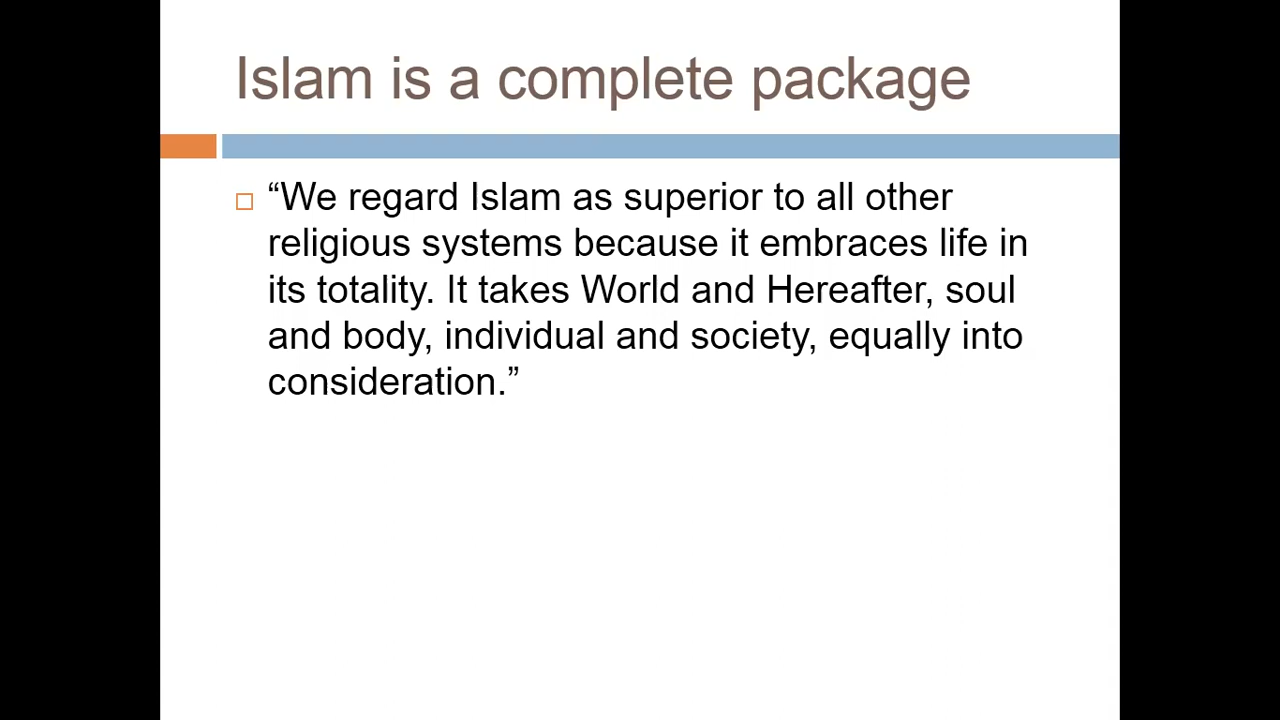 Islam is a complete package
“We regard Islam as superior to all other
religious systems because it embraces life in
its totality. It takes World and Hereafter, soul
and body, individual and society, equally into
consideration.”